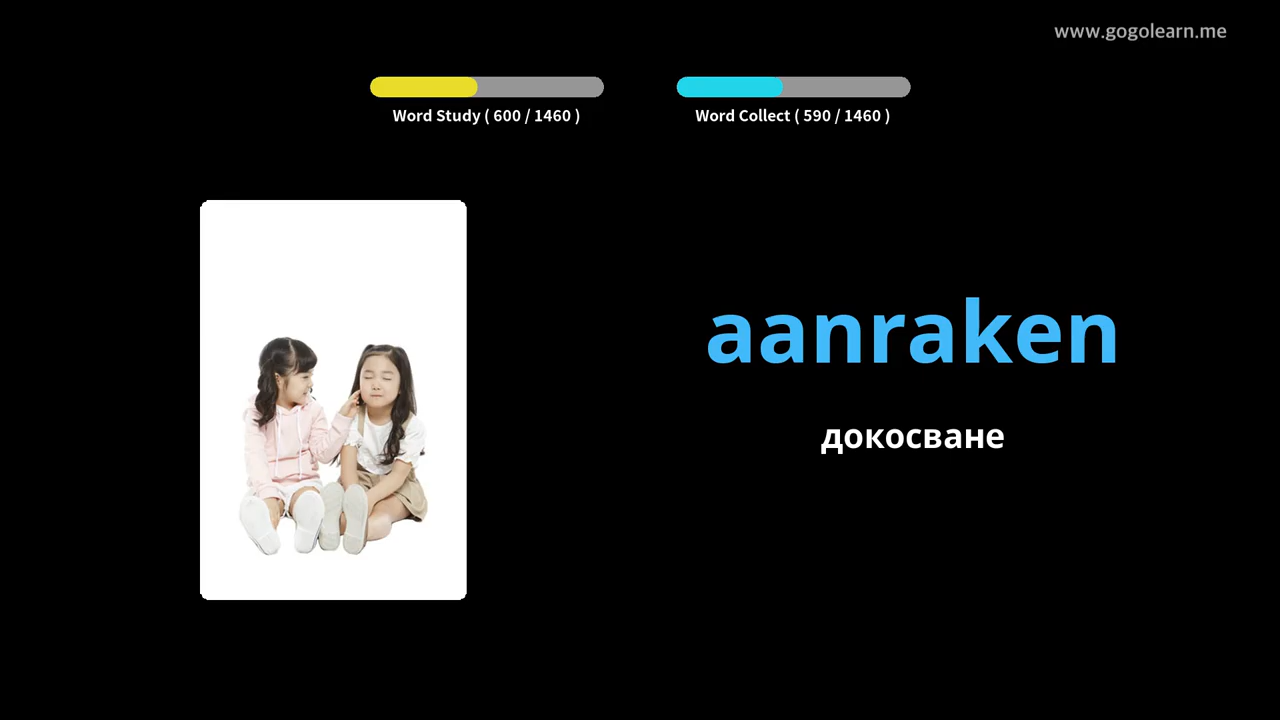 www.gogolearn.me
Word Study ( 600 / 1460 )
Word Collect ( 590 / 1460 )
aanraken
докосване